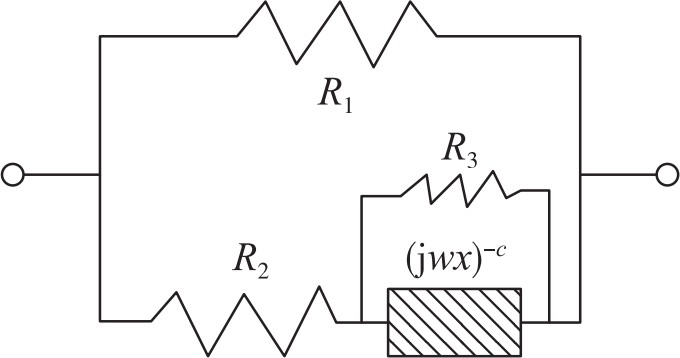 R₁
R₃
(jwx)⁻ᶜ
R₂